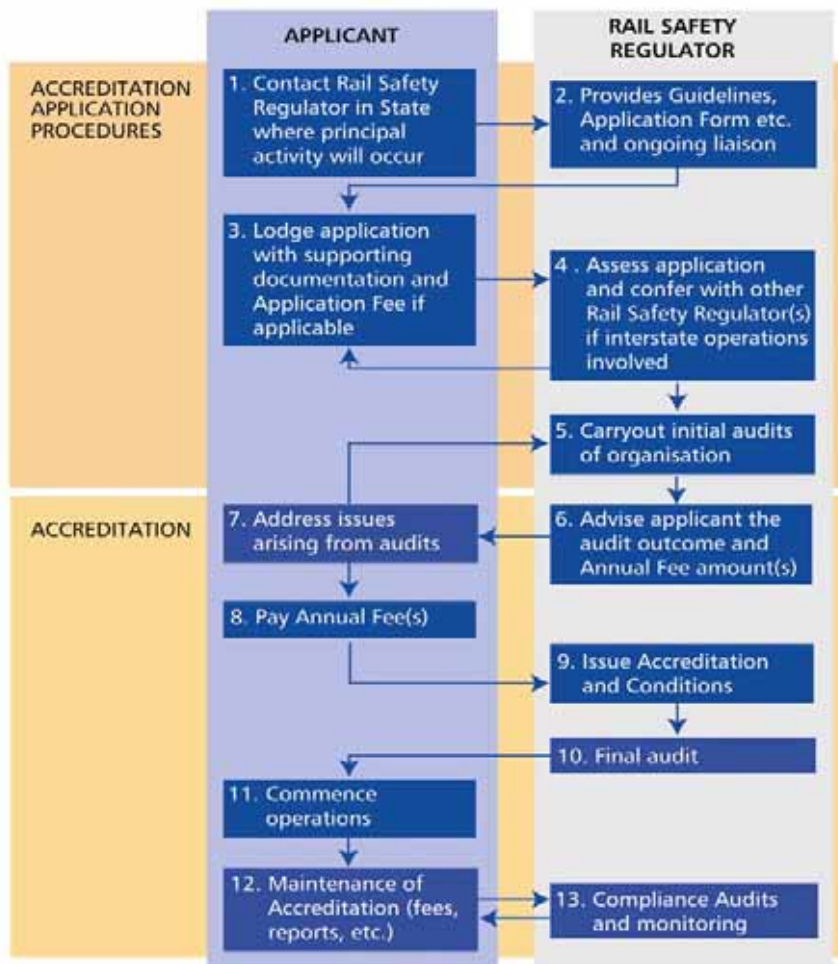 APPLICANT
RAIL SAFETY
REGULATOR
ACCREDITATION
APPLICATION
PROCEDURES
1. Contact Rail Safety
Regulator in State
where principal
activity will occur
2. Provides Guidelines,
Application Form etc.
and ongoing liaison
3. Lodge application
with supporting
documentation and
Application Fee if
applicable
4 . Assess application
and confer with other
Rail Safety Regulator(s)
if interstate operations
involved
5. Carryout initial audits
of organisation
ACCREDITATION
7. Address issues
arising from audits
6. Advise applicant the
audit outcome and
Annual Fee amount(s)
8. Pay Annual Fee(s)
9. Issue Accreditation
and Conditions
10. Final audit
11. Commence
operations
12. Maintenance of
Accreditation (fees,
reports, etc.)
13. Compliance Audits
and monitoring